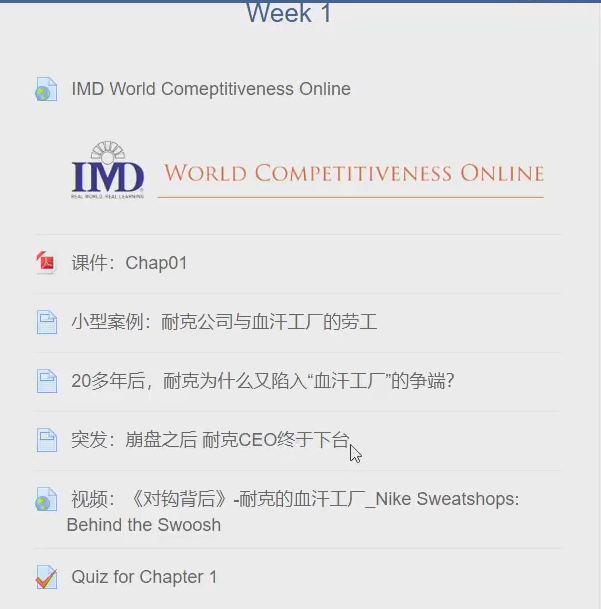 Week 1
IMD World Comeptitiveness Online
IMD WORLD COMPETITIVENESS ONLINE
REAL WORLD. REAL LEARNING
课件：Chap01
小型案例：耐克公司与血汗工厂的劳工
20多年后，耐克为什么又陷入“血汗工厂”的争端？
突发：崩盘之后 耐克CEO终于下台
视频：《对钩背后》-耐克的血汗工厂_Nike Sweatshops:
Behind the Swoosh
Quiz for Chapter 1